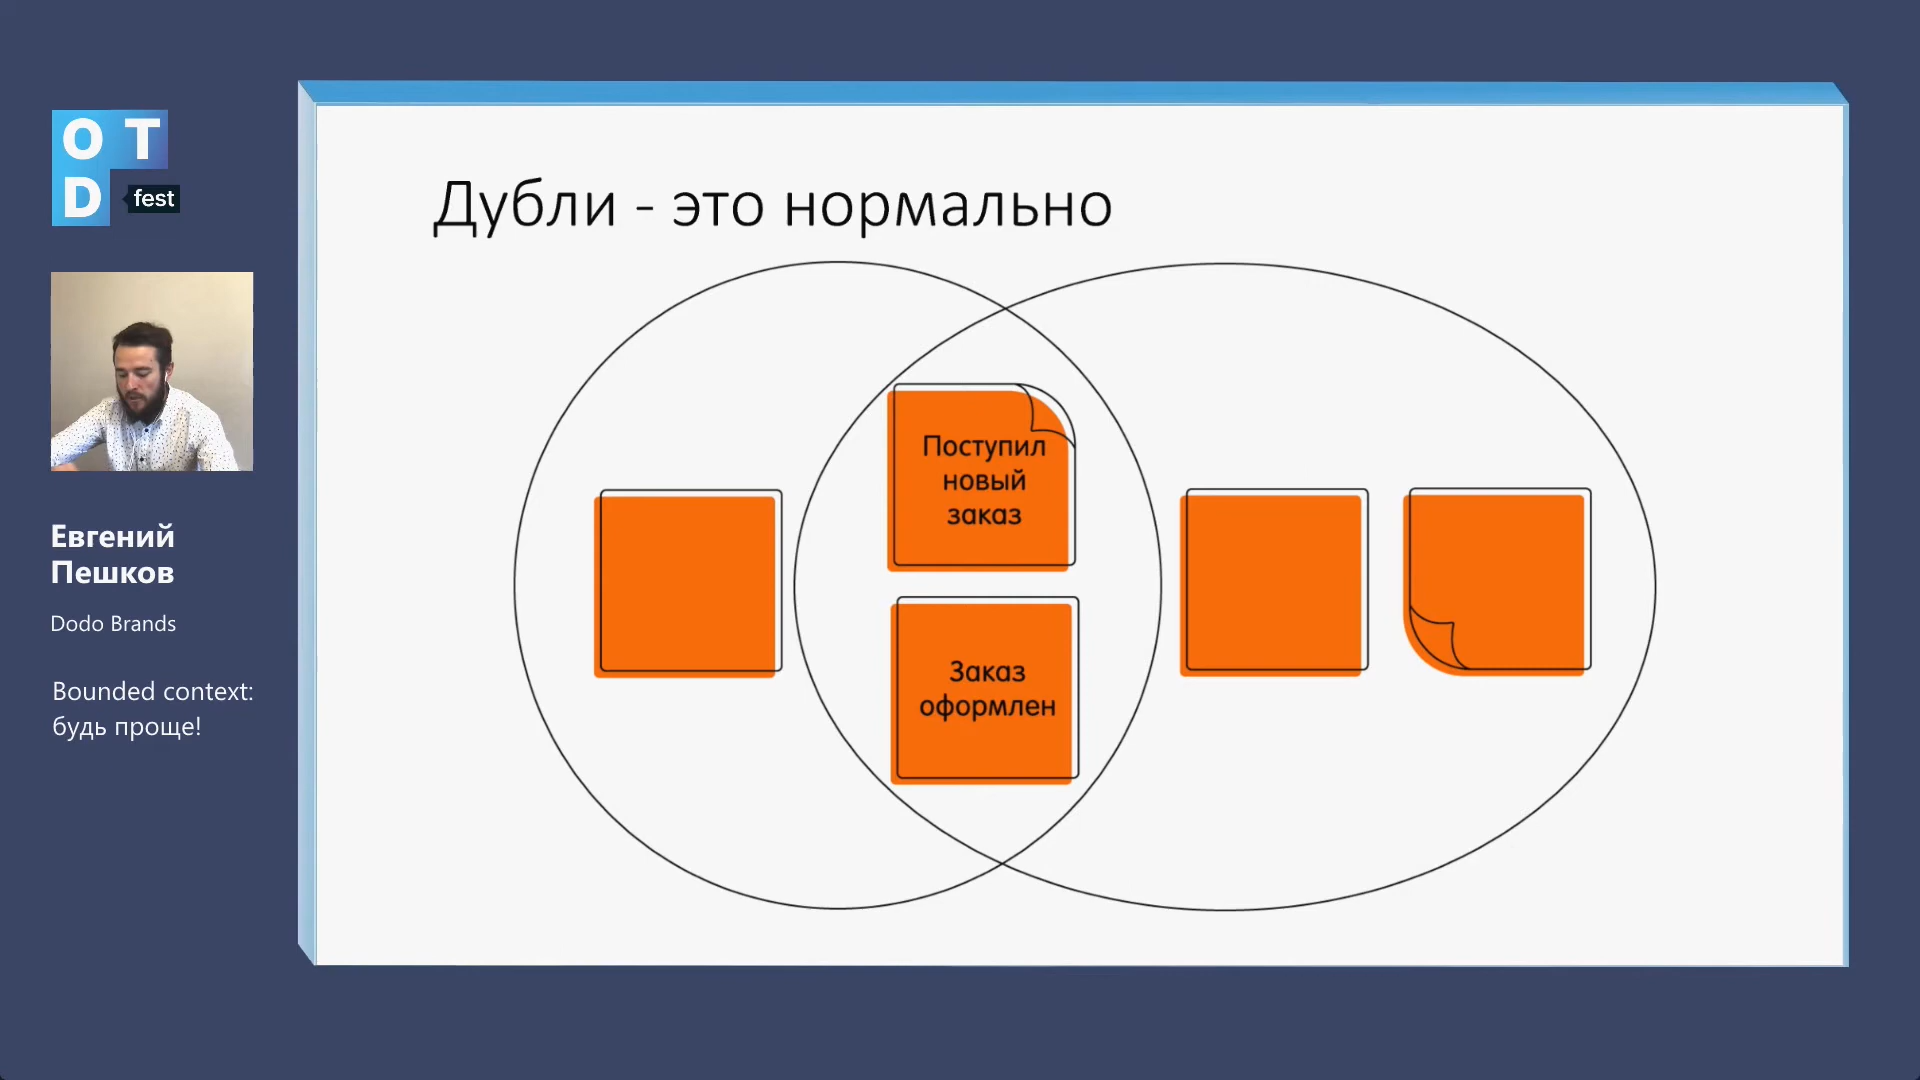 O T
D fest
Евгений
Пешков
Dodo Brands
Bounded context:
будь проще!
Дубли - это нормально
Поступил
новый
заказ
Заказ
оформлен